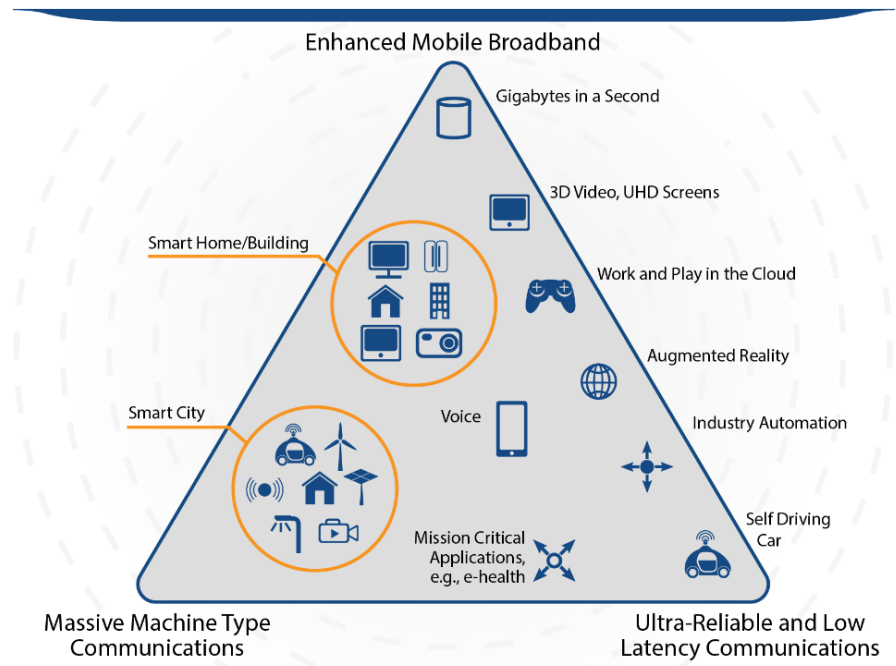 Enhanced Mobile Broadband
Gigabytes in a Second
3D Video, UHD Screens
Smart Home/Building
Work and Play in the Cloud
Augmented Reality
Smart City
Voice
Industry Automation
Self Driving
Car
Mission Critical
Applications,
e.g., e-health
Massive Machine Type
Communications
Ultra-Reliable and Low
Latency Communications